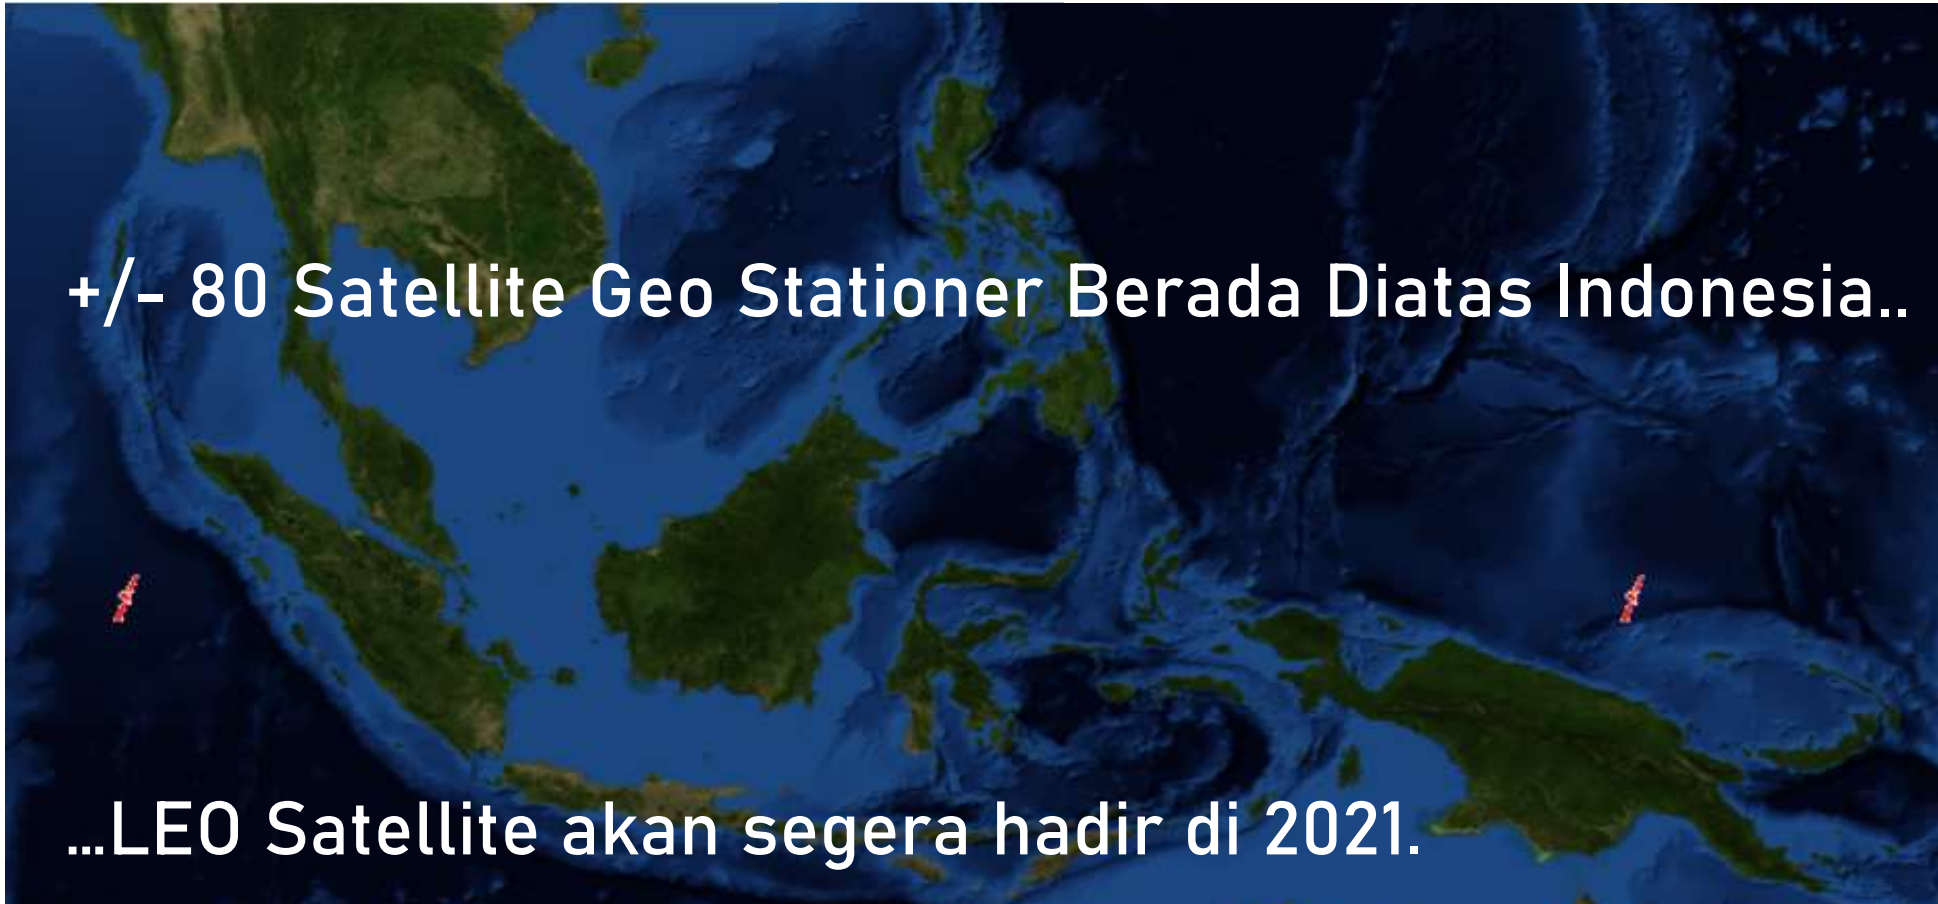 +/- 80 Satellite Geo Stationer Berada Diatas Indonesia..
...LEO Satellite akan segera hadir di 2021.